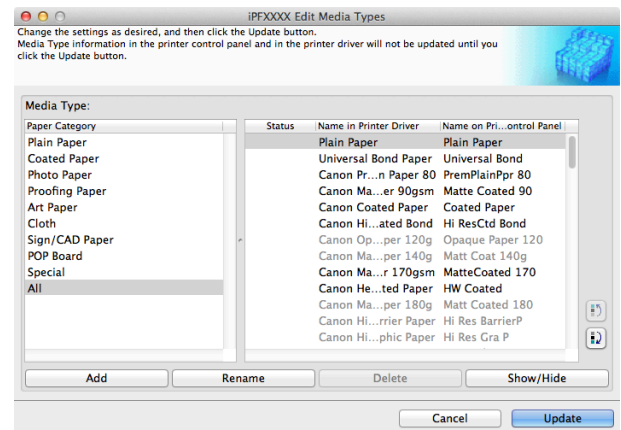 iPFXXXX Edit Media Types
Change the settings as desired, and then click the Update button.
Media Type information in the printer control panel and in the printer driver will not be updated until you
click the Update button.
Media Type:
Paper Category
Plain Paper
Coated Paper
Photo Paper
Proofing Paper
Art Paper
Cloth
Sign/CAD Paper
POP Board
Special
All
Status Name in Printer Driver Name on Pri...ontrol Panel
Plain Paper Plain Paper
Universal Bond Paper Universal Bond
Canon Pr...n Paper 80 PremPlainPpr 80
Canon Ma...er 90gsm Matte Coated 90
Canon Coated Paper Coated Paper
Canon Hi...ated Bond Hi ResCtd Bond
Canon Op...per 120g Opaque Paper 120
Canon Ma...per 140g Matt Coat 140g
Canon Ma...r 170gsm MatteCoated 170
Canon He...ted Paper HW Coated
Canon Ma...per 180g Matt Coated 180
Canon Hi...rrier Paper Hi Res BarrierP
Canon Hi...phic Paper Hi Res Gra P
Add Rename Delete Show/Hide
Cancel Update